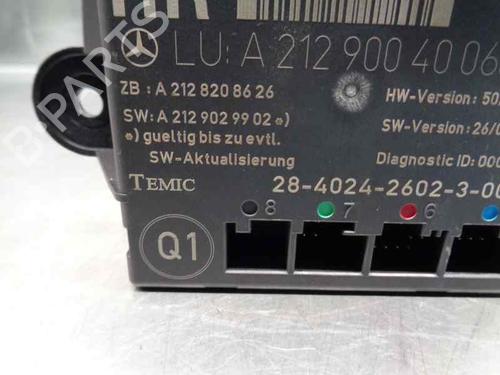 LU: A 212 900 40 06
ZB : A 212 820 86 26
HW-Version: 50
SW: A 212 902 99 02 *)
SW-Version: 26/
*) gueltig bis zu evtl.
SW-Aktualisierung
Diagnostic ID: 000
TEMIC
28-4024-2602-3-00
8 7 6
Q1
B-PARTS